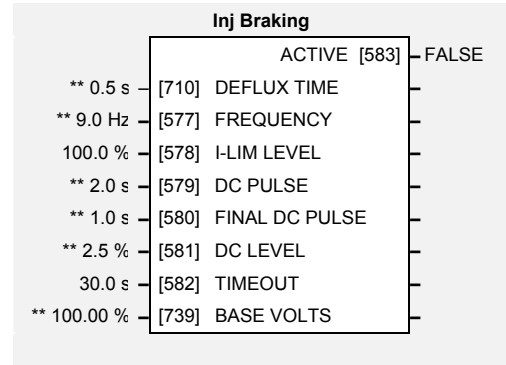 Inj Braking
ACTIVE [583] FALSE
** 0.5 s [710] DEFLUX TIME
** 9.0 Hz [577] FREQUENCY
100.0 % [578] I-LIM LEVEL
** 2.0 s [579] DC PULSE
** 1.0 s [580] FINAL DC PULSE
** 2.5 % [581] DC LEVEL
30.0 s [582] TIMEOUT
** 100.00 % [739] BASE VOLTS